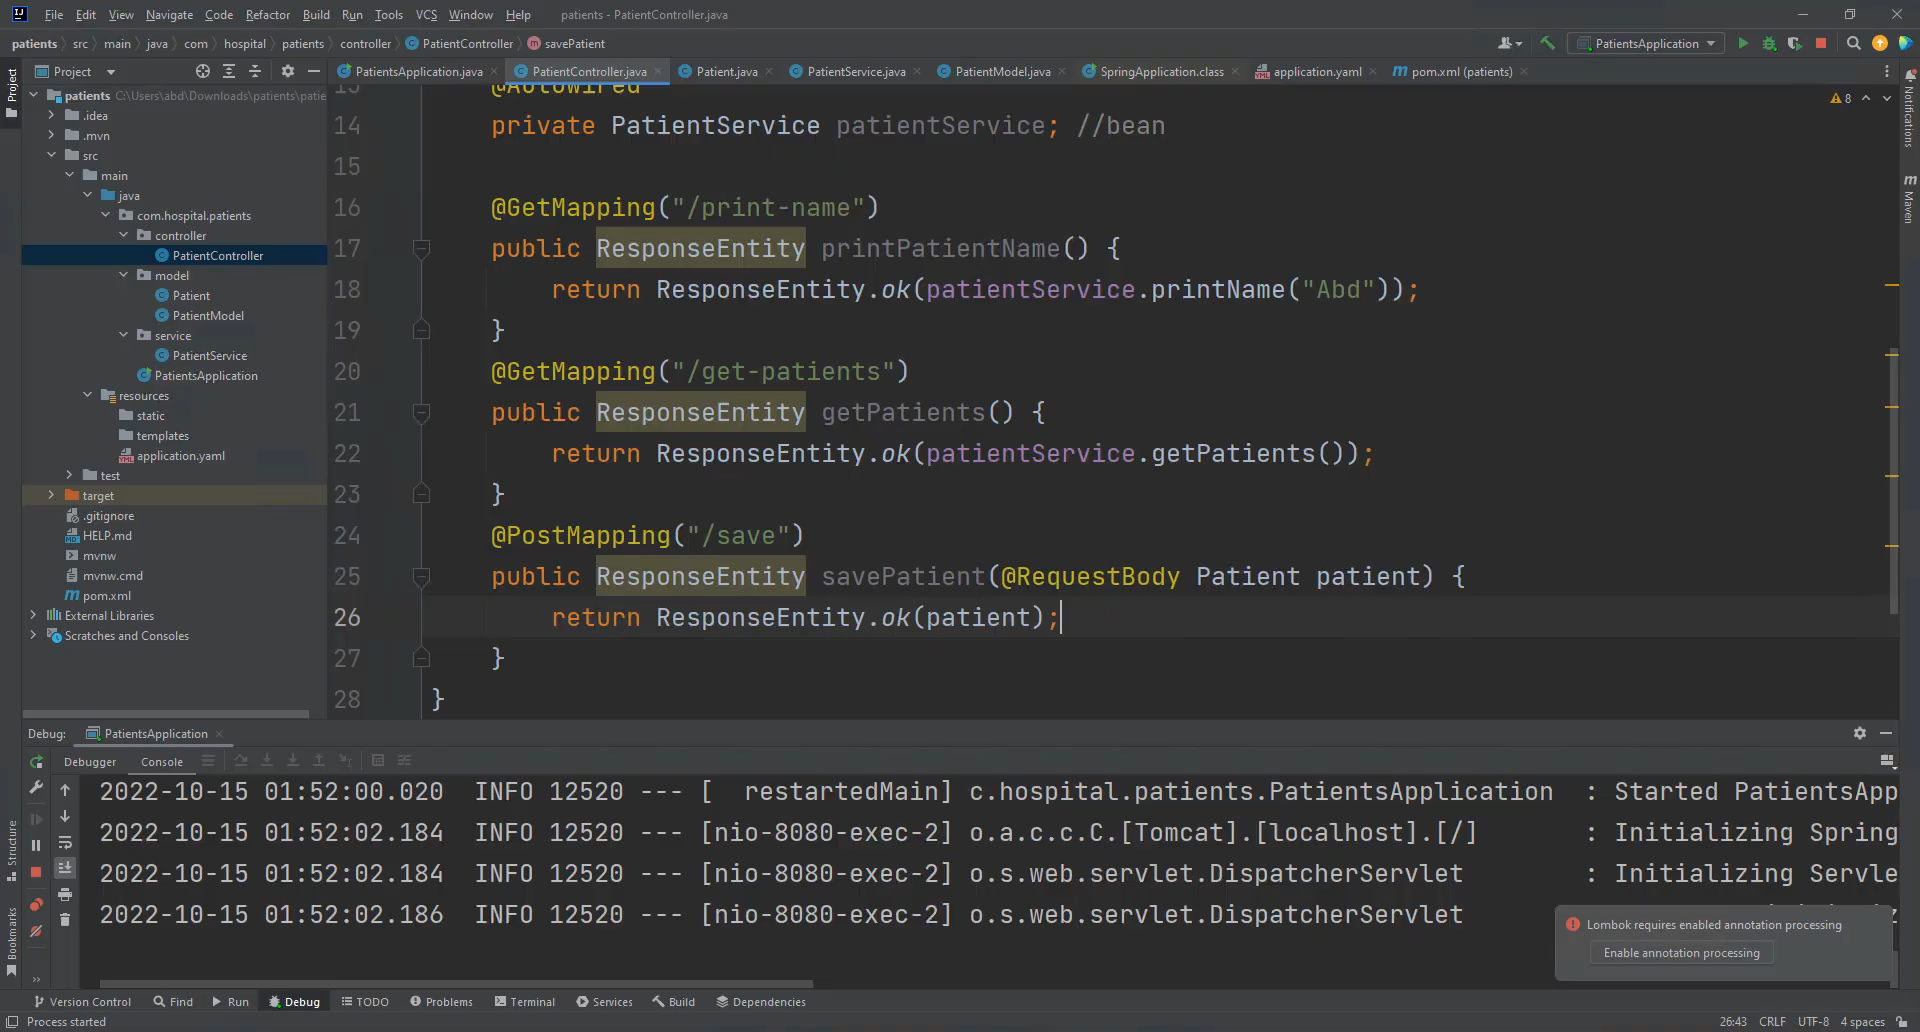 File Edit View Navigate Code Refactor Build Run Tools VCS Window Help patients - PatientController.java
patients src main java com hospital patients controller PatientController savePatient PatientsApplication
Project PatientsApplication.java PatientController.java Patient.java PatientService.java PatientModel.java SpringApplication.class application.yaml pom.xml (patients)
Project
Notifications
Maven
Structure
Bookmarks
patients C:\Users\abd\Downloads\patients\patie
.idea
.mvn
src
main
java
com.hospital.patients
controller
PatientController
model
Patient
PatientModel
service
PatientService
PatientsApplication
resources
static
templates
application.yaml
test
target
.gitignore
HELP.md
mvnw
mvnw.cmd
pom.xml
External Libraries
Scratches and Consoles
8
@Autowired
14 private PatientService patientService; //bean
15
16 @GetMapping("/print-name")
17 public ResponseEntity printPatientName() {
18 return ResponseEntity.ok(patientService.printName("Abd"));
19 }
20 @GetMapping("/get-patients")
21 public ResponseEntity getPatients() {
22 return ResponseEntity.ok(patientService.getPatients());
23 }
24 @PostMapping("/save")
25 public ResponseEntity savePatient(@RequestBody Patient patient) {
26 return ResponseEntity.ok(patient);
27 }
28 }
Debug: PatientsApplication
Debugger Console
2022-10-15 01:52:00.020 INFO 12520 --- [ restartedMain] c.hospital.patients.PatientsApplication : Started PatientsApp
2022-10-15 01:52:02.184 INFO 12520 --- [nio-8080-exec-2] o.a.c.c.C.[Tomcat].[localhost].[/] : Initializing Spring
2022-10-15 01:52:02.184 INFO 12520 --- [nio-8080-exec-2] o.s.web.servlet.DispatcherServlet : Initializing Servle
2022-10-15 01:52:02.186 INFO 12520 --- [nio-8080-exec-2] o.s.web.servlet.DispatcherServlet
Lombok requires enabled annotation processing
Enable annotation processing
Version Control Find Run Debug TODO Problems Terminal Services Build Dependencies
Process started 26:43 CRLF UTF-8 4 spaces